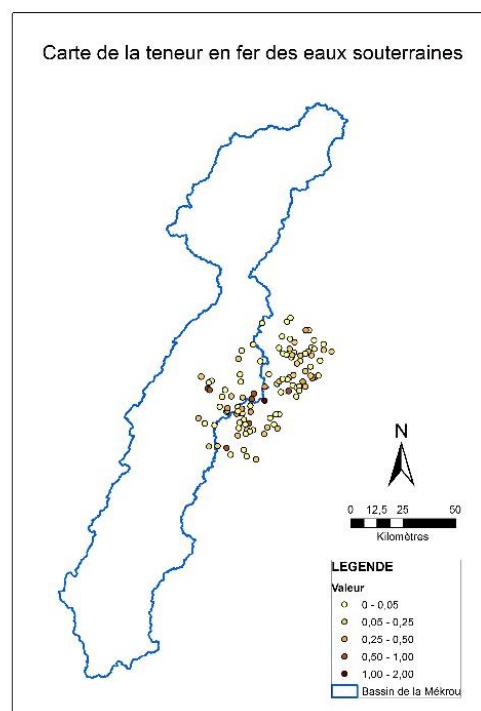 Carte de la teneur en fer des eaux souterraines
N
0 12,5 25 50
Kilomètres
LEGENDE
Valeur
0 - 0,05
0,05 - 0,25
0,25 - 0,50
0,50 - 1,00
1,00 - 2,00
Bassin de la Mékrou